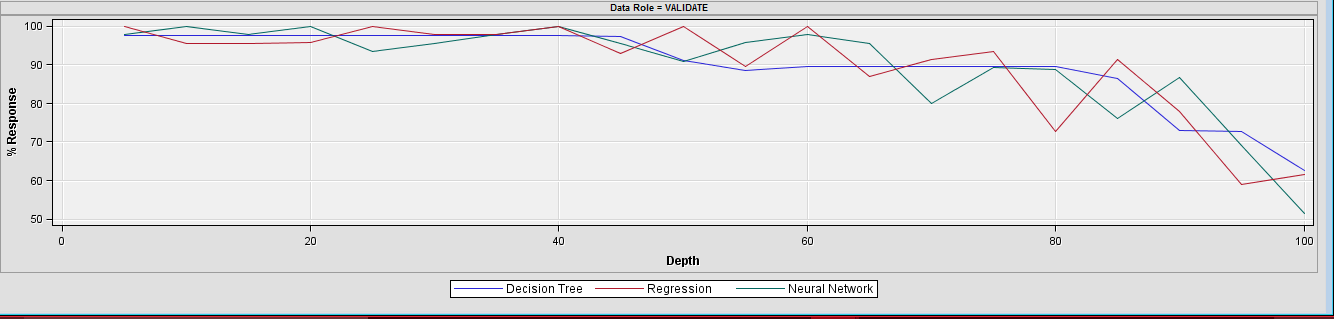 Data Role = VALIDATE
100
90
80
70
60
50
% Response
0 20 40 60 80 100
Depth
Decision Tree Regression Neural Network